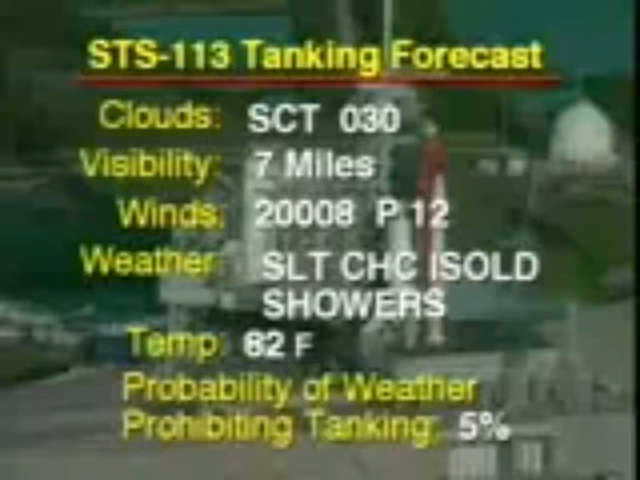 STS-113 Tanking Forecast
Clouds: SCT 030
Visibility: 7 Miles
Winds: 20008 P 12
Weather: SLT CHC ISOLD
SHOWERS
Temp: 82 F
Probability of Weather
Prohibiting Tanking: 5%